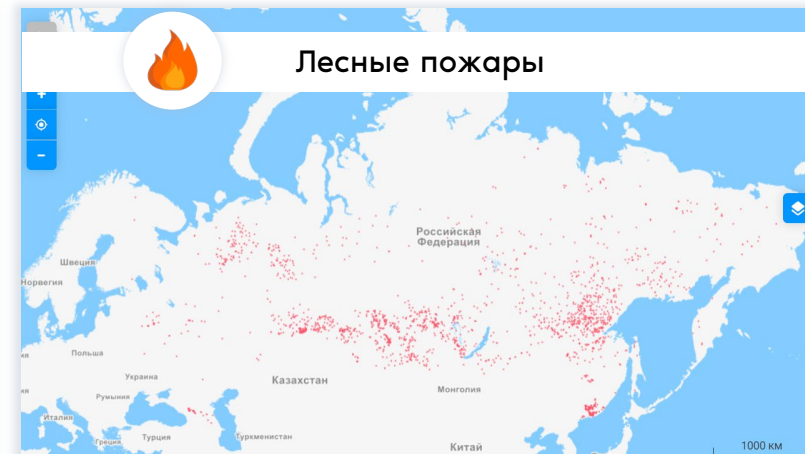 Лесные пожары
+
−
Российская
Федерация
Швеция
Норвегия
Польша
Украина
Румыния
Италия
Греция
Турция
Туркменистан
Казахстан
Монголия
Китай
1000 км